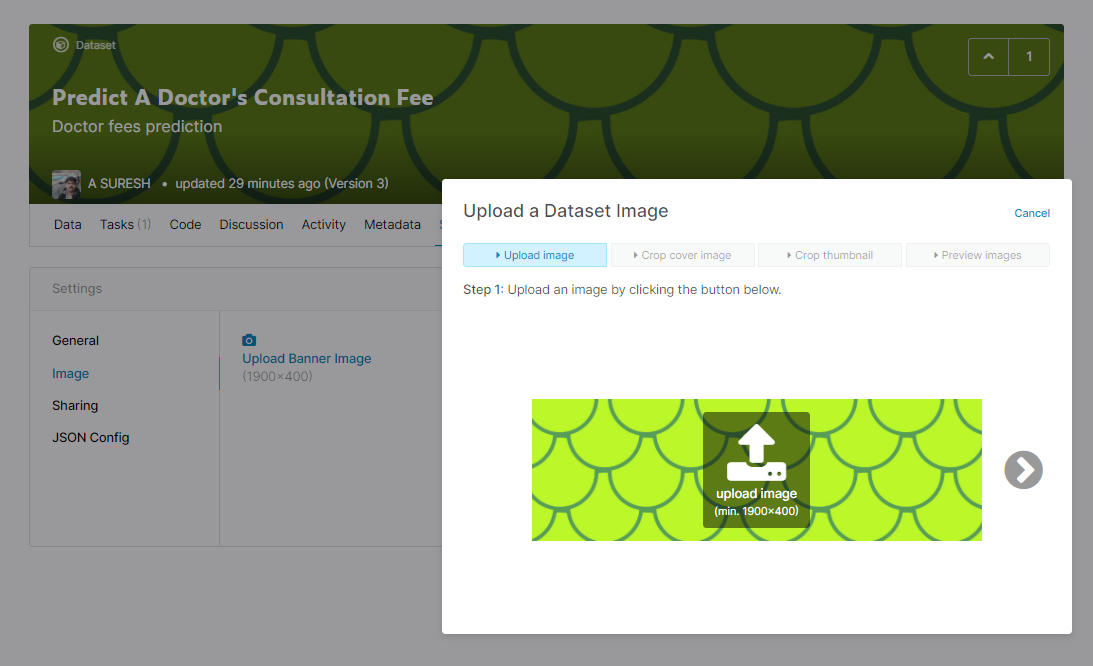 Dataset
1
Predict A Doctor's Consultation Fee
Doctor fees prediction
A SURESH • updated 29 minutes ago (Version 3)
Data Tasks (1) Code Discussion Activity Metadata
Settings
General
Image
Sharing
JSON Config
Upload Banner Image
(1900×400)
Upload a Dataset Image
Cancel
Upload image Crop cover image Crop thumbnail Preview images
Step 1: Upload an image by clicking the button below.
upload image
(min. 1900×400)